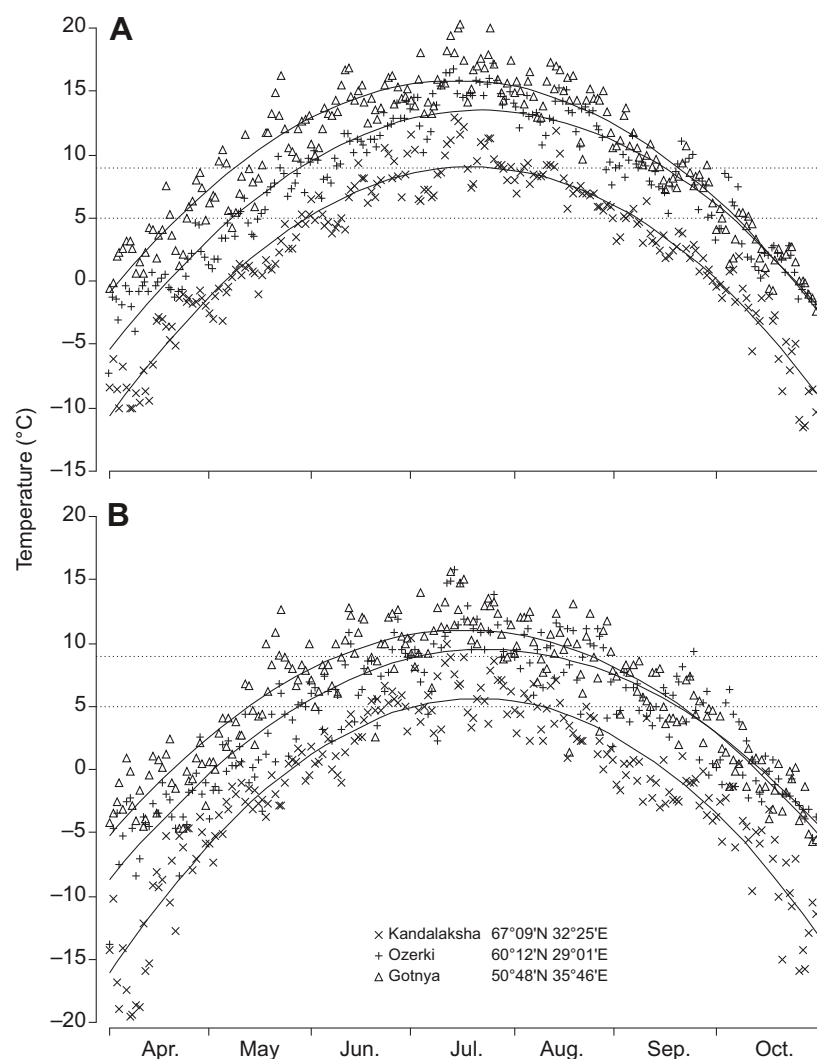 A
20
15
10
5
0
–5
–10
–15
Temperature (°C)
B
20
15
10
5
0
–5
–10
–15
–20
× Kandalaksha 67°09'N 32°25'E
+ Ozerki 60°12'N 29°01'E
△ Gotnya 50°48'N 35°46'E
Apr. May Jun. Jul. Aug. Sep. Oct.